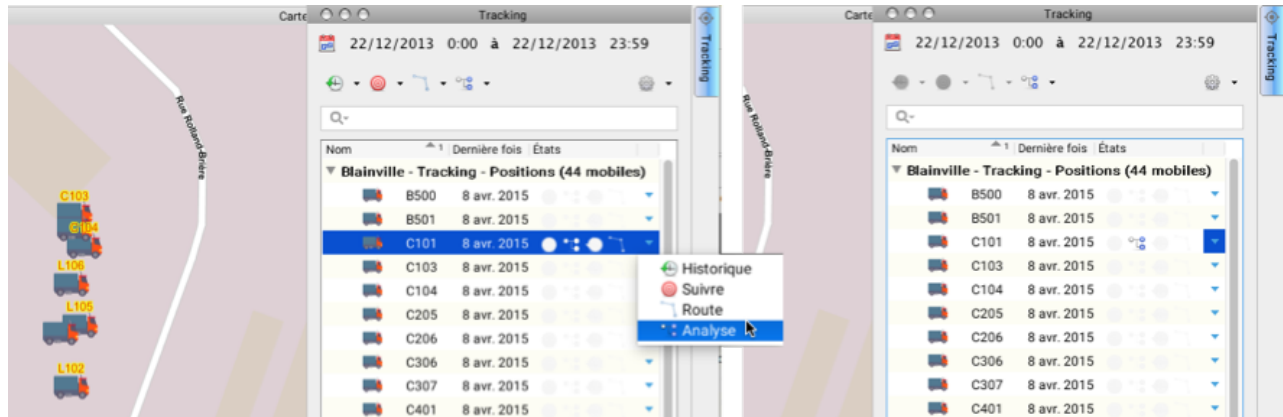 Carte
Tracking
22/12/2013 0:00 à 22/12/2013 23:59
Tracking
Nom 1 Dernière fois États
Blainville - Tracking - Positions (44 mobiles)
B500 8 avr. 2015
B501 8 avr. 2015
C101 8 avr. 2015
C103 8 avr. 2015
C104 8 avr. 2015
C205 8 avr. 2015
C206 8 avr. 2015
C306 8 avr. 2015
C307 8 avr. 2015
C401 8 avr. 2015
Historique
Suivre
Route
Analyse
Rue Rolland-Brière
C103
C104
L106
L105
L102
Carte
Tracking
22/12/2013 0:00 à 22/12/2013 23:59
Tracking
Nom 1 Dernière fois États
Blainville - Tracking - Positions (44 mobiles)
B500 8 avr. 2015
B501 8 avr. 2015
C101 8 avr. 2015
C103 8 avr. 2015
C104 8 avr. 2015
C205 8 avr. 2015
C206 8 avr. 2015
C306 8 avr. 2015
C307 8 avr. 2015
C401 8 avr. 2015
Rue Rolland-Brière